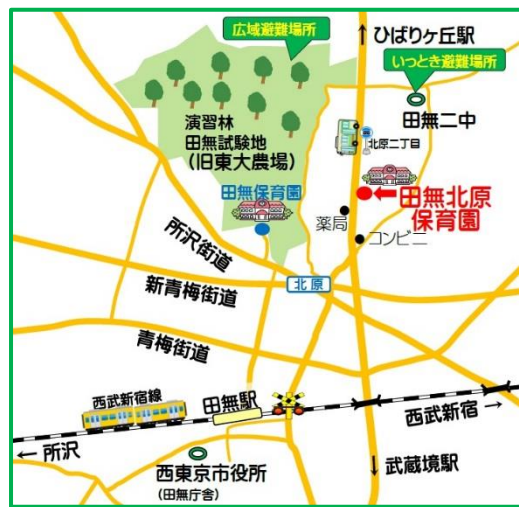 広域避難場所
↑ひばりヶ丘駅
いっとき避難場所
田無二中
演習林
田無試験地
(旧東大農場)
北原二丁目
田無保育園
←田無北原
保育園
薬局
コンビニ
所沢街道
北原
新青梅街道
青梅街道
西武新宿線
田無駅
西武新宿→
←所沢
西東京市役所
(田無庁舎)
↓武蔵境駅